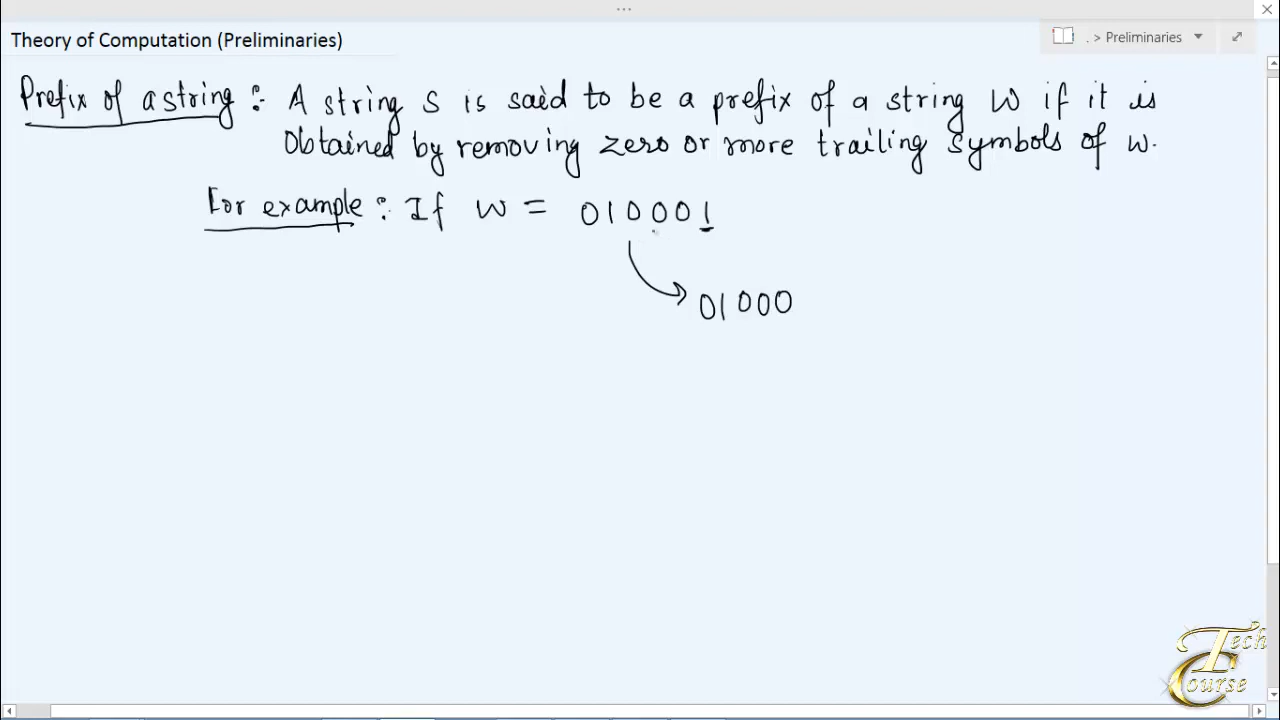 ...
Theory of Computation (Preliminaries)
. > Preliminaries
Prefix of a string :- A string s is said to be a prefix of a string w if it is
Obtained by removing zero or more trailing symbols of w.
For example : If w = 010001
01000
Tech
Course